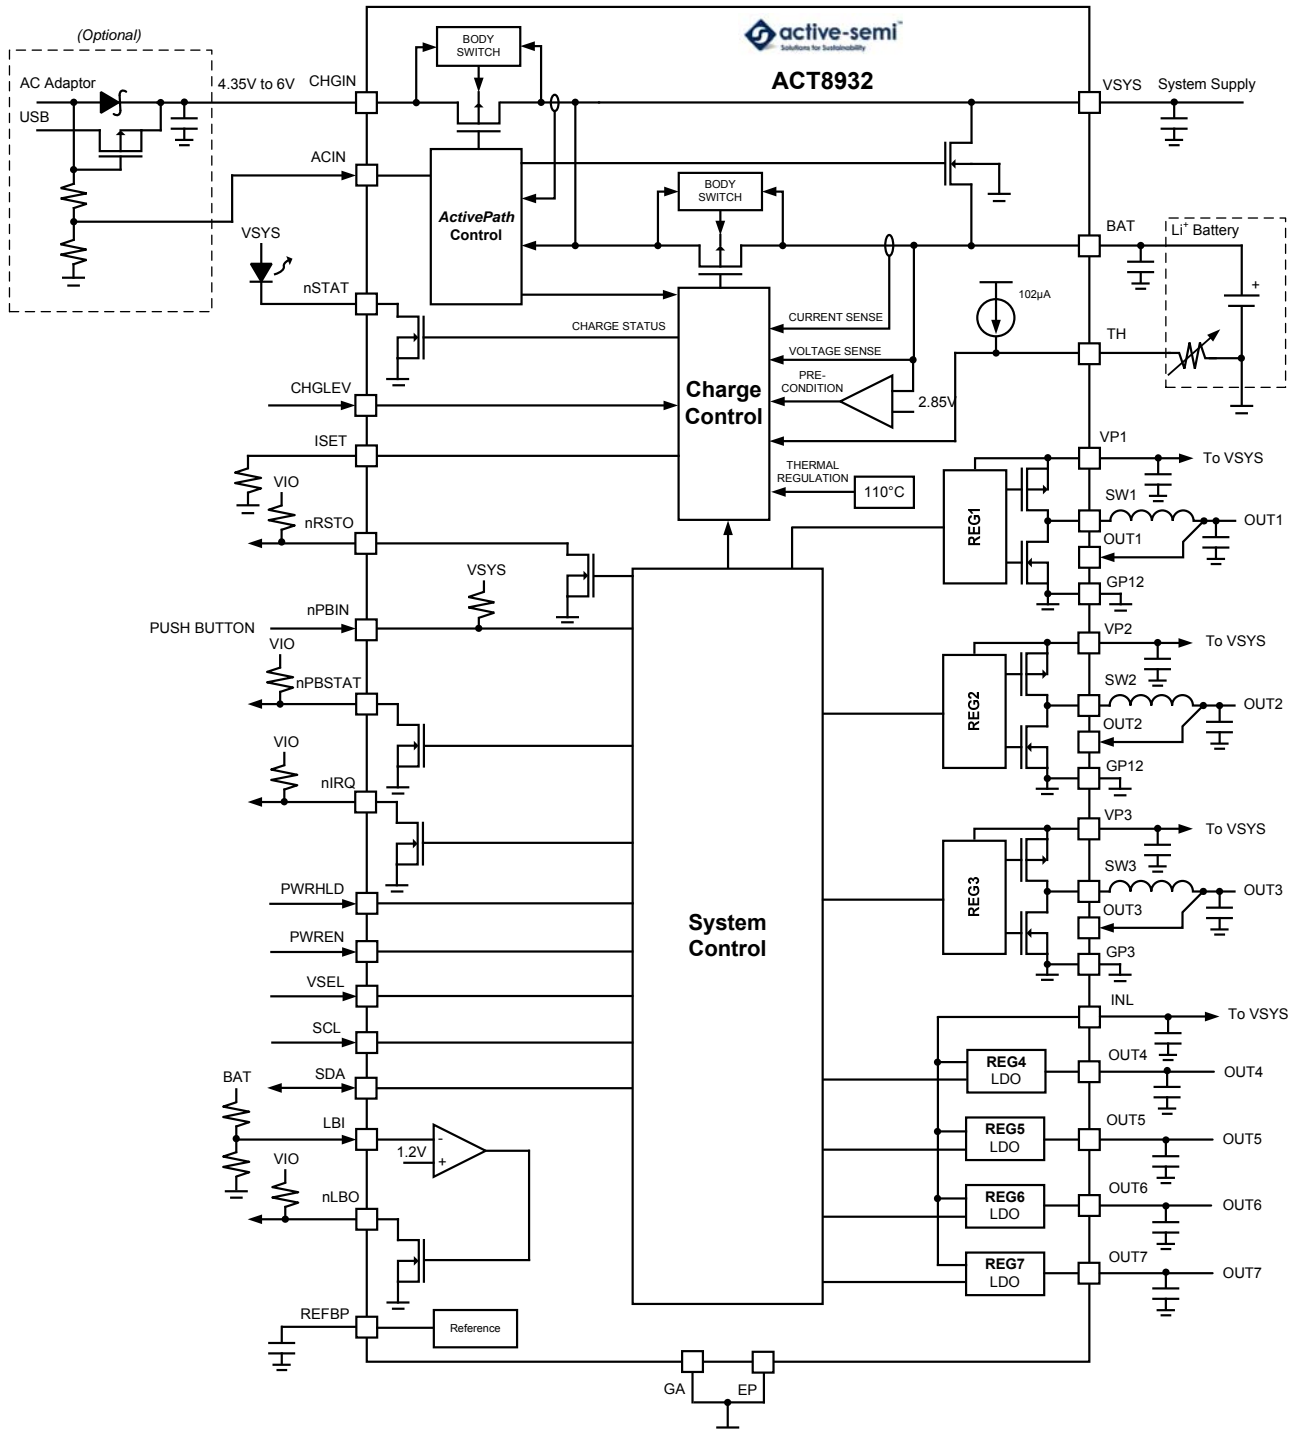 (Optional)
AC Adaptor
USB
4.35V to 6V
CHGIN
BODY
SWITCH
active-semi™
Solutions for Sustainability
ACT8932
VSYS
System Supply
ACIN
ActivePath
Control
BODY
SWITCH
VSYS
nSTAT
BAT
Li+ Battery
+
102µA
CURRENT SENSE
CHARGE STATUS
TH
VOLTAGE SENSE
PRE-
CONDITION
2.85V
Charge
Control
CHGLEV
ISET
THERMAL
REGULATION
110°C
VIO
nRSTO
VP1
To VSYS
REG1
SW1
OUT1
OUT1
GP12
VSYS
nPBIN
PUSH BUTTON
VIO
nPBSTAT
VP2
To VSYS
REG2
SW2
OUT2
OUT2
GP12
VIO
nIRQ
VP3
To VSYS
REG3
SW3
OUT3
OUT3
GP3
PWRHLD
PWREN
VSEL
SCL
SDA
System
Control
INL
To VSYS
REG4
LDO
OUT4
OUT4
REG5
LDO
OUT5
OUT5
REG6
LDO
OUT6
OUT6
REG7
LDO
OUT7
OUT7
BAT
LBI
1.2V
-
+
VIO
nLBO
REFBP
Reference
GA
EP